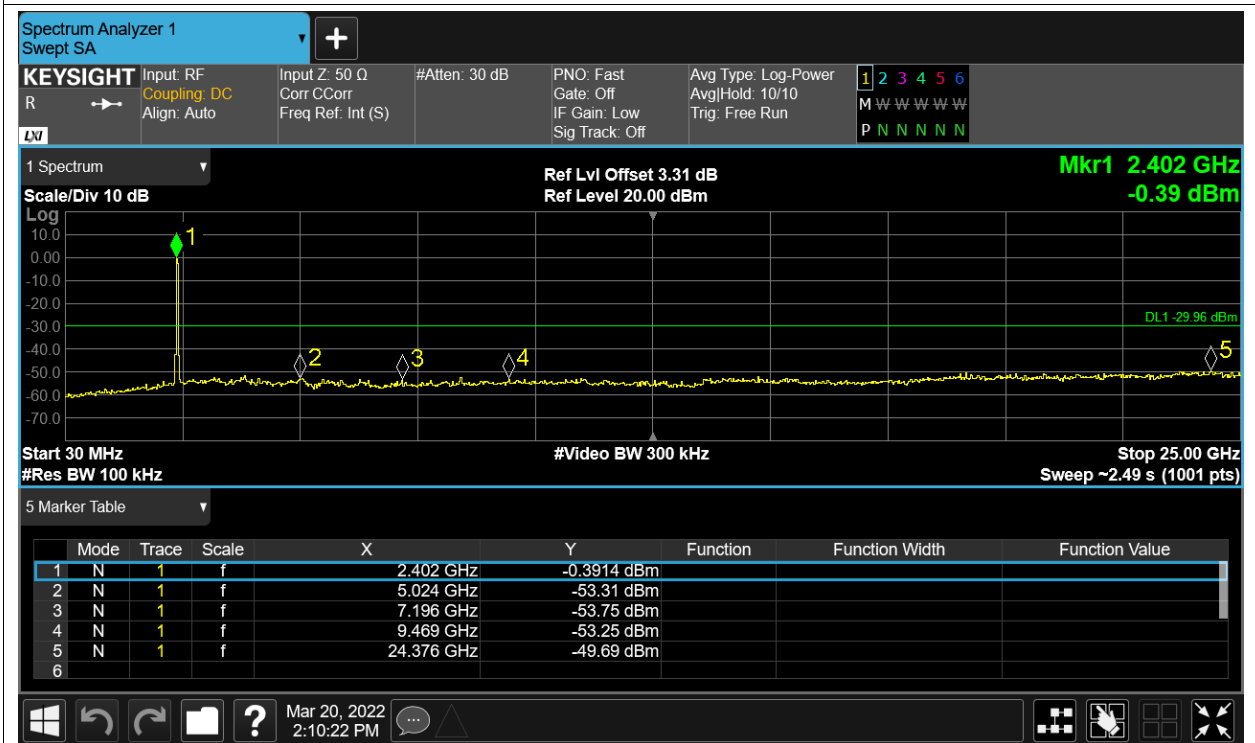 Spectrum Analyzer 1
Swept SA
KEYSIGHT Input: RF Input Z: 50 Ω #Atten: 30 dB PNO: Fast Avg Type: Log-Power 1 2 3 4 5 6
R Coupling: DC Corr CCorr Gate: Off Avg|Hold: 10/10 M W W W W W
Align: Auto Freq Ref: Int (S) IF Gain: Low Trig: Free Run
LXI Sig Track: Off P N N N N N
1 Spectrum Ref Lvl Offset 3.31 dB Mkr1 2.402 GHz
Scale/Div 10 dB Ref Level 20.00 dBm -0.39 dBm
Log
10.0 1
0.00
-10.0
-20.0
-30.0 DL1 -29.96 dBm
-40.0 2 3 4 5
-50.0
-60.0
-70.0
Start 30 MHz #Video BW 300 kHz Stop 25.00 GHz
#Res BW 100 kHz Sweep ~2.49 s (1001 pts)
5 Marker Table
Mode Trace Scale X Y Function Function Width Function Value
1 N 1 f 2.402 GHz -0.3914 dBm
2 N 1 f 5.024 GHz -53.31 dBm
3 N 1 f 7.196 GHz -53.75 dBm
4 N 1 f 9.469 GHz -53.25 dBm
5 N 1 f 24.376 GHz -49.69 dBm
6
? Mar 20, 2022
2:10:22 PM